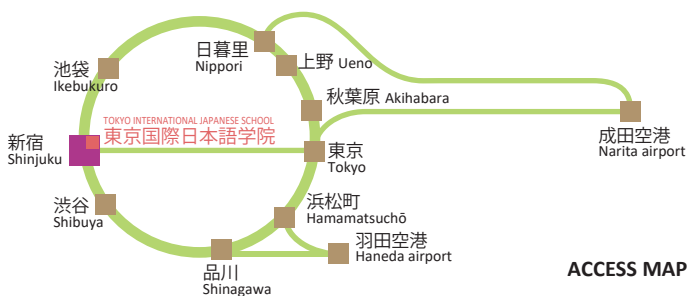 日暮里
Nippori
上野 Ueno
池袋
Ikebukuro
秋葉原 Akihabara
TOKYO INTERNATIONAL JAPANESE SCHOOL
東京国際日本語学院
新宿
Shinjuku
東京
Tokyo
成田空港
Narita airport
渋谷
Shibuya
浜松町
Hamamatsuchō
羽田空港
Haneda airport
品川
Shinagawa
ACCESS MAP